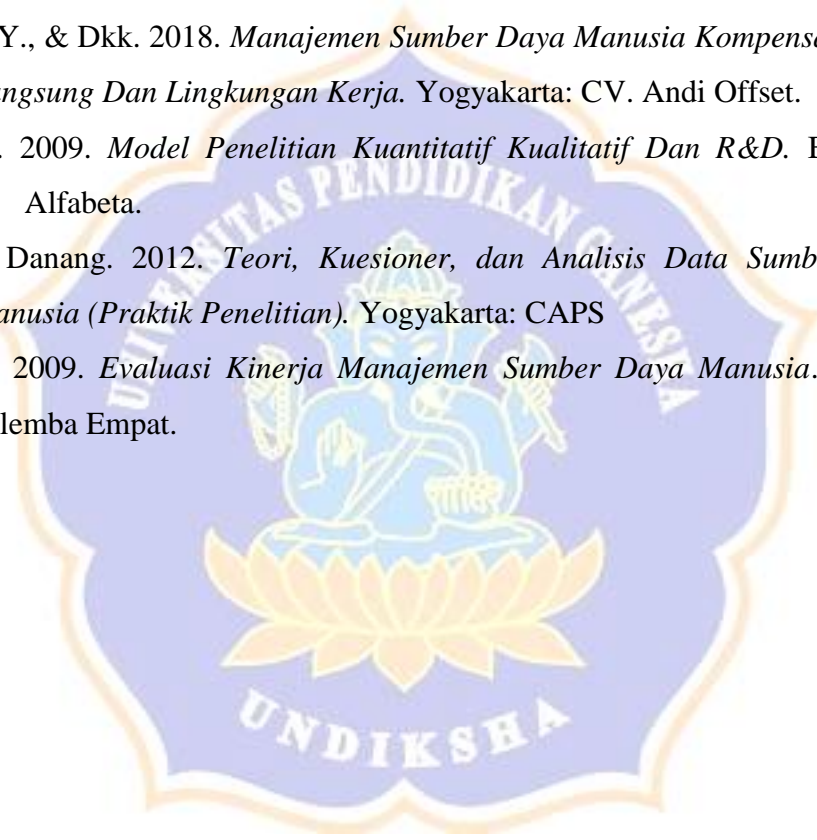 Y., & Dkk. 2018. Manajemen Sumber Daya Manusia
ngsung Dan Lingkungan Kerja. Yogyakarta: CV. Andi Offset.
. 2009. Model Penelitian Kuantitatif Kualitatif Dan R&D.
Alfabeta.
Danang. 2012. Teori, Kuesioner, dan Analisis Data
anusia (Praktik Penelitian). Yogyakarta: CAPS
2009. Evaluasi Kinerja Manajemen Sumber Daya Manusia.
lemba Empat.
UNIVERSITAS PENDIDIKAN GANESHA
UNDIKSHA